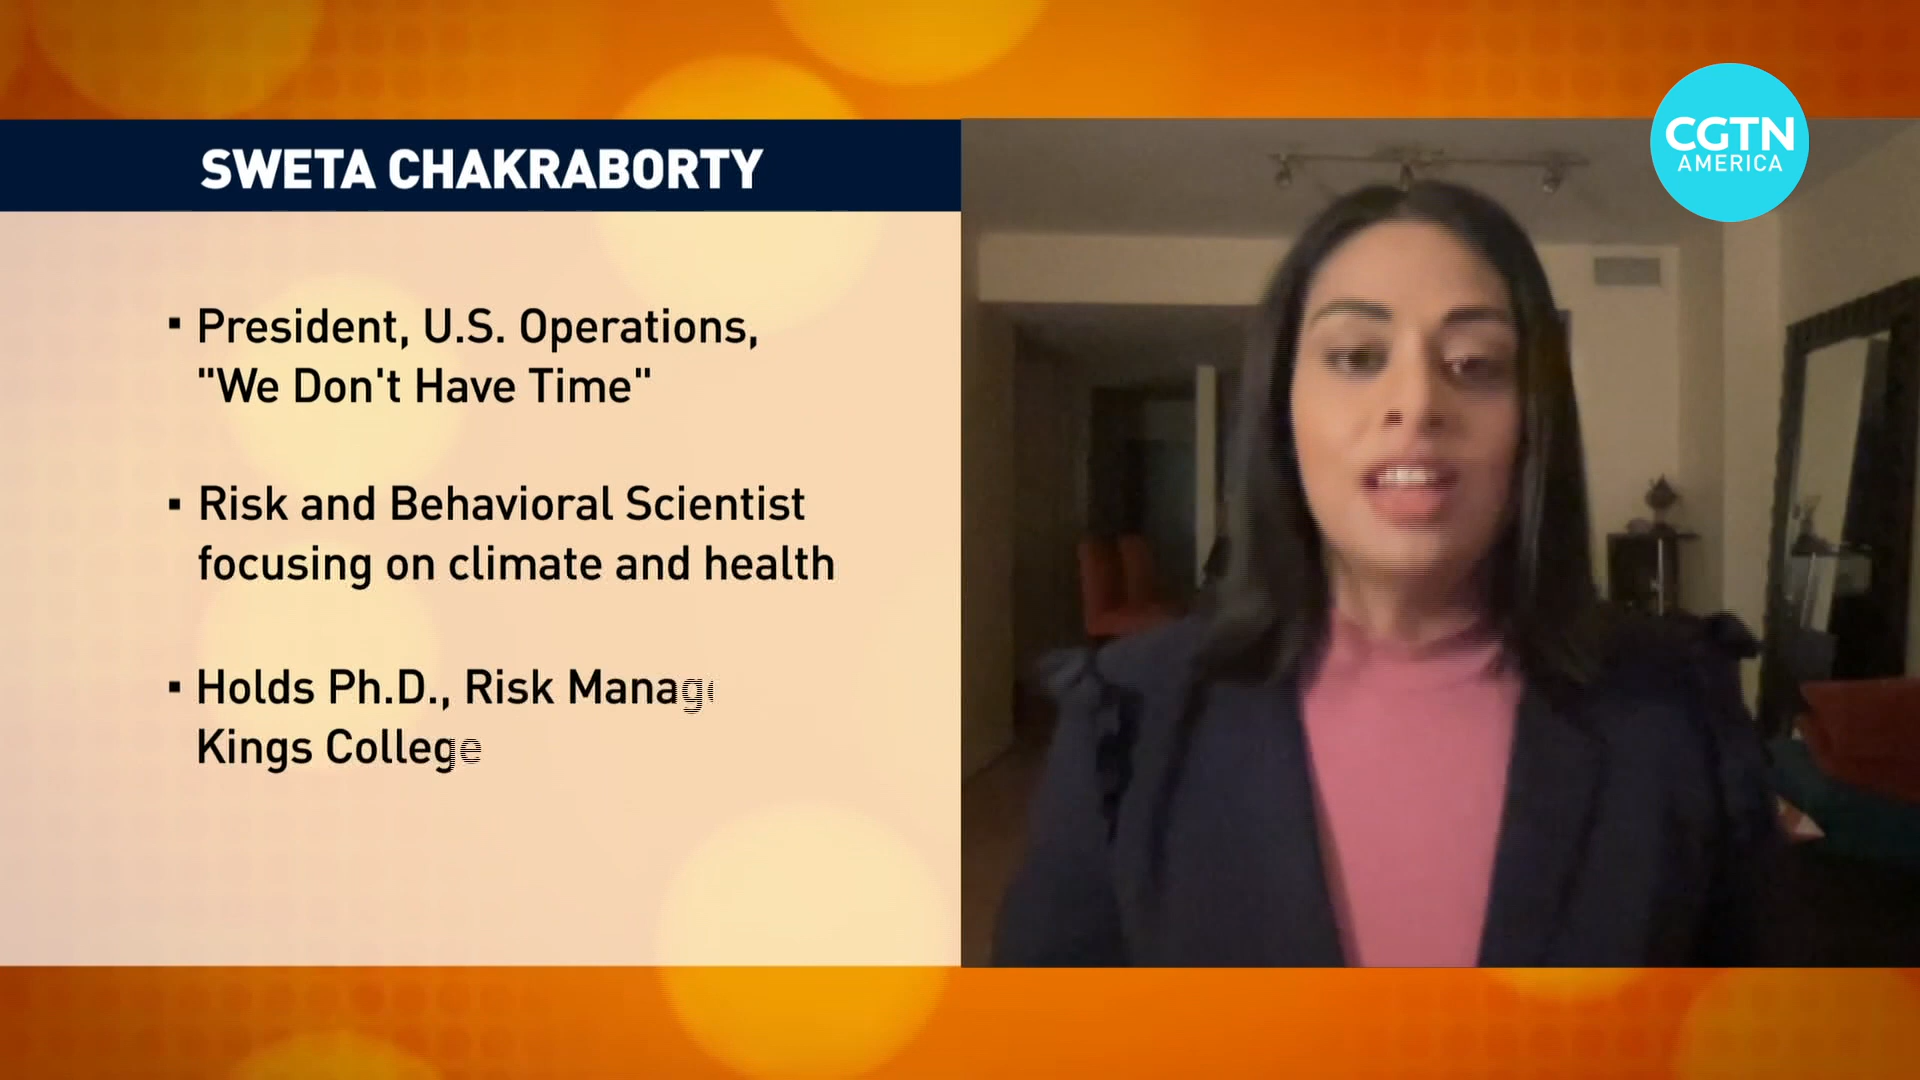 SWETA CHAKRABORTY
CGTN
AMERICA
▪ President, U.S. Operations,
"We Don't Have Time"
▪ Risk and Behavioral Scientist
focusing on climate and health
▪ Holds Ph.D., Risk
Kings College